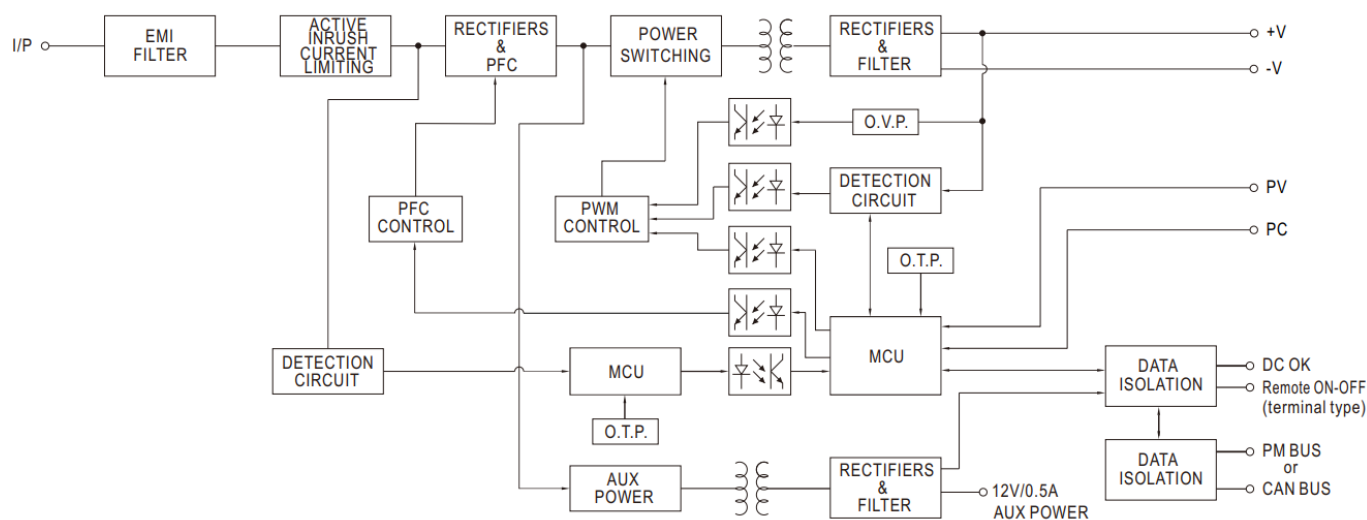 I/P
EMI
FILTER
ACTIVE
INRUSH
CURRENT
LIMITING
RECTIFIERS
&
PFC
POWER
SWITCHING
RECTIFIERS
&
FILTER
+V
-V
O.V.P.
PFC
CONTROL
PWM
CONTROL
DETECTION
CIRCUIT
PV
PC
O.T.P.
DETECTION
CIRCUIT
MCU
MCU
DATA
ISOLATION
DC OK
Remote ON-OFF
(terminal type)
O.T.P.
AUX
POWER
RECTIFIERS
&
FILTER
12V/0.5A
AUX POWER
DATA
ISOLATION
PM BUS
or
CAN BUS